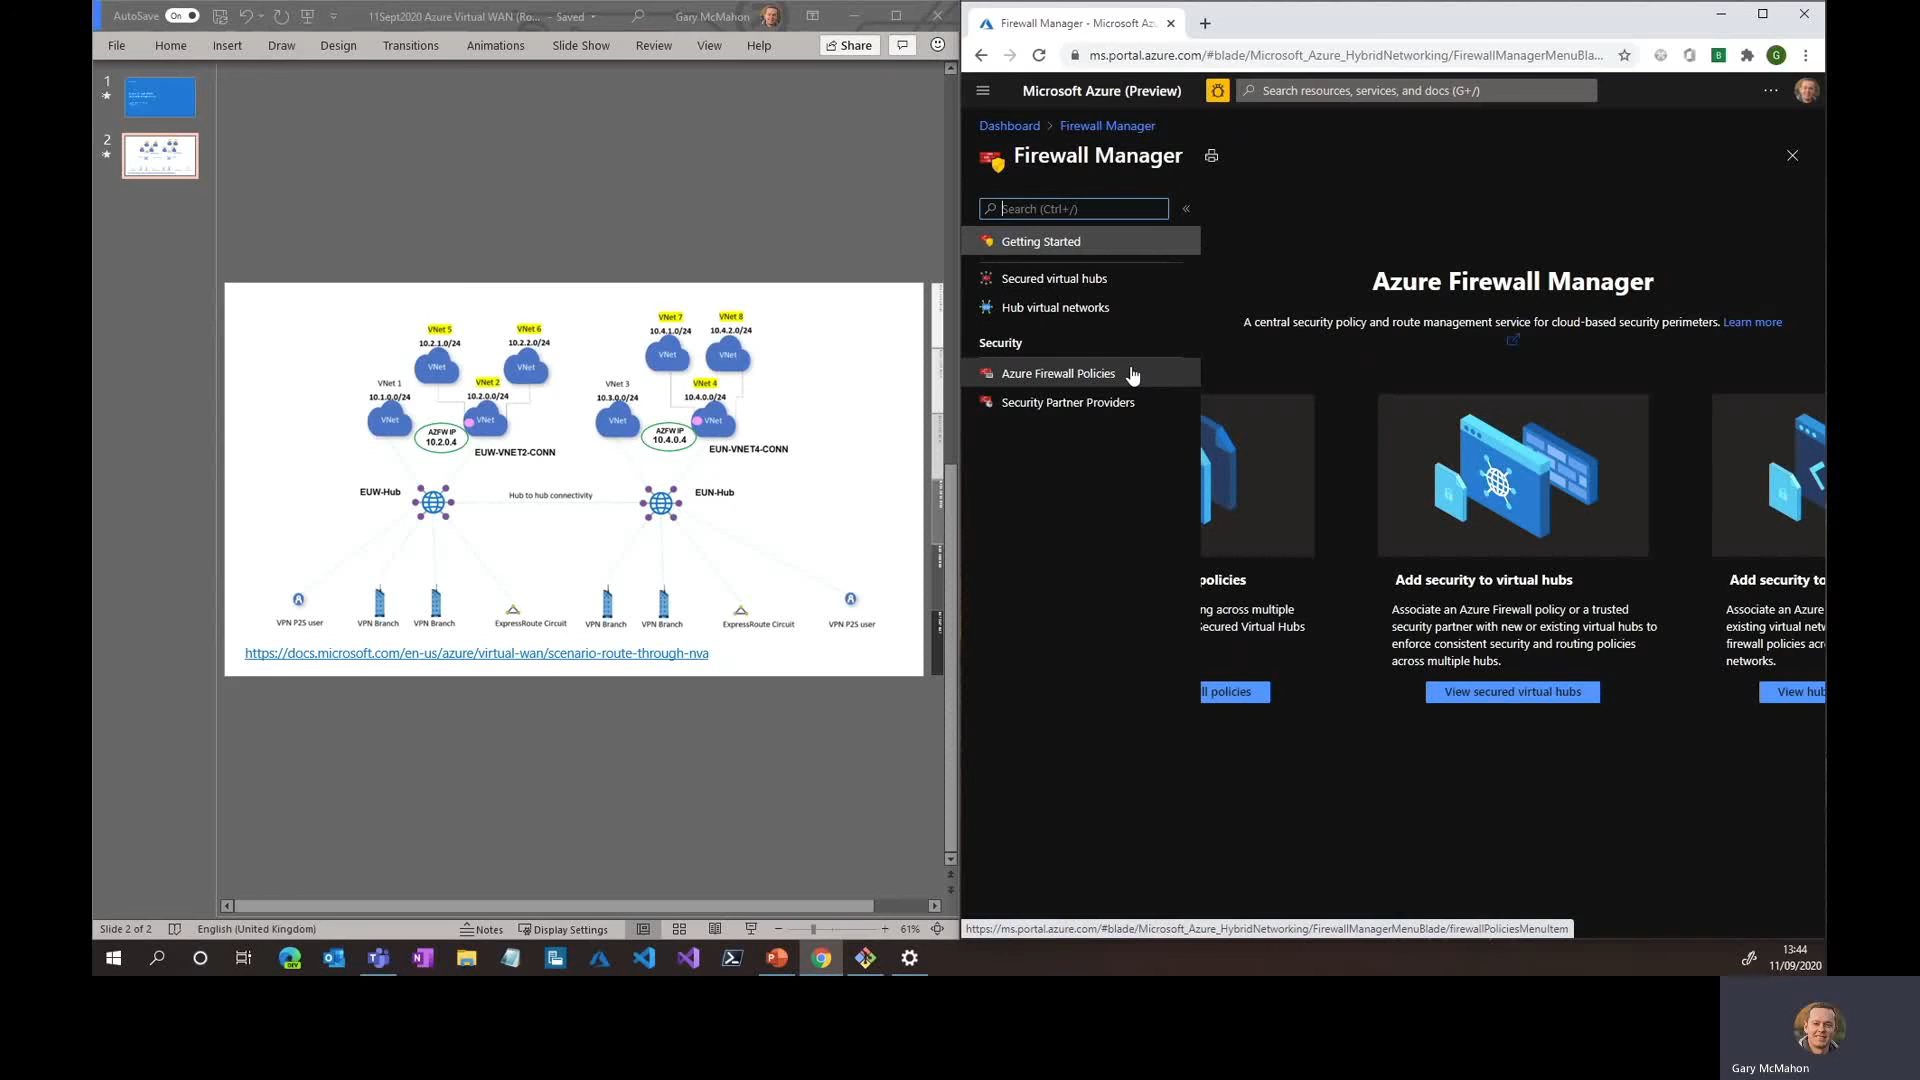 AutoSave On 11Sept2020 Azure Virtual WAN (Ro... - Saved Gary McMahon
File Home Insert Draw Design Transitions Animations Slide Show Review View Help Share
1
2
VNet 5
10.2.1.0/24
VNet
VNet 6
10.2.2.0/24
VNet
VNet 7
10.4.1.0/24
VNet
VNet 8
10.4.2.0/24
VNet
VNet 1
10.1.0.0/24
VNet
VNet 2
10.2.0.0/24
VNet
VNet 3
10.3.0.0/24
VNet
VNet 4
10.4.0.0/24
VNet
AZFW IP
10.2.0.4
AZFW IP
10.4.0.4
EUW-VNET2-CONN
EUN-VNET4-CONN
EUW-Hub
Hub to hub connectivity
EUN-Hub
VPN P2S user
VPN Branch
VPN Branch
ExpressRoute Circuit
VPN Branch
VPN Branch
ExpressRoute Circuit
VPN P2S user
https://docs.microsoft.com/en-us/azure/virtual-wan/scenario-route-through-nva
Slide 2 of 2 English (United Kingdom) Notes Display Settings 61%
Firewall Manager - Microsoft Az
ms.portal.azure.com/#blade/Microsoft_Azure_HybridNetworking/FirewallManagerMenuBla...
G
Microsoft Azure (Preview)
Search resources, services, and docs (G+/)
Dashboard > Firewall Manager
Firewall Manager
Search (Ctrl+/)
Getting Started
Secured virtual hubs
Hub virtual networks
Security
Azure Firewall Policies
Security Partner Providers
Azure Firewall Manager
A central security policy and route management service for cloud-based security perimeters. Learn more
policies
ng across multiple
Secured Virtual Hubs
ll policies
Add security to virtual hubs
Associate an Azure Firewall policy or a trusted
security partner with new or existing virtual hubs to
enforce consistent security and routing policies
across multiple hubs.
View secured virtual hubs
Add security to
Associate an Azure
existing virtual netw
firewall policies acr
networks.
View hub
https://ms.portal.azure.com/#blade/Microsoft_Azure_HybridNetworking/FirewallManagerMenuBlade/firewallPoliciesMenuItem
13:44
11/09/2020
Gary McMahon